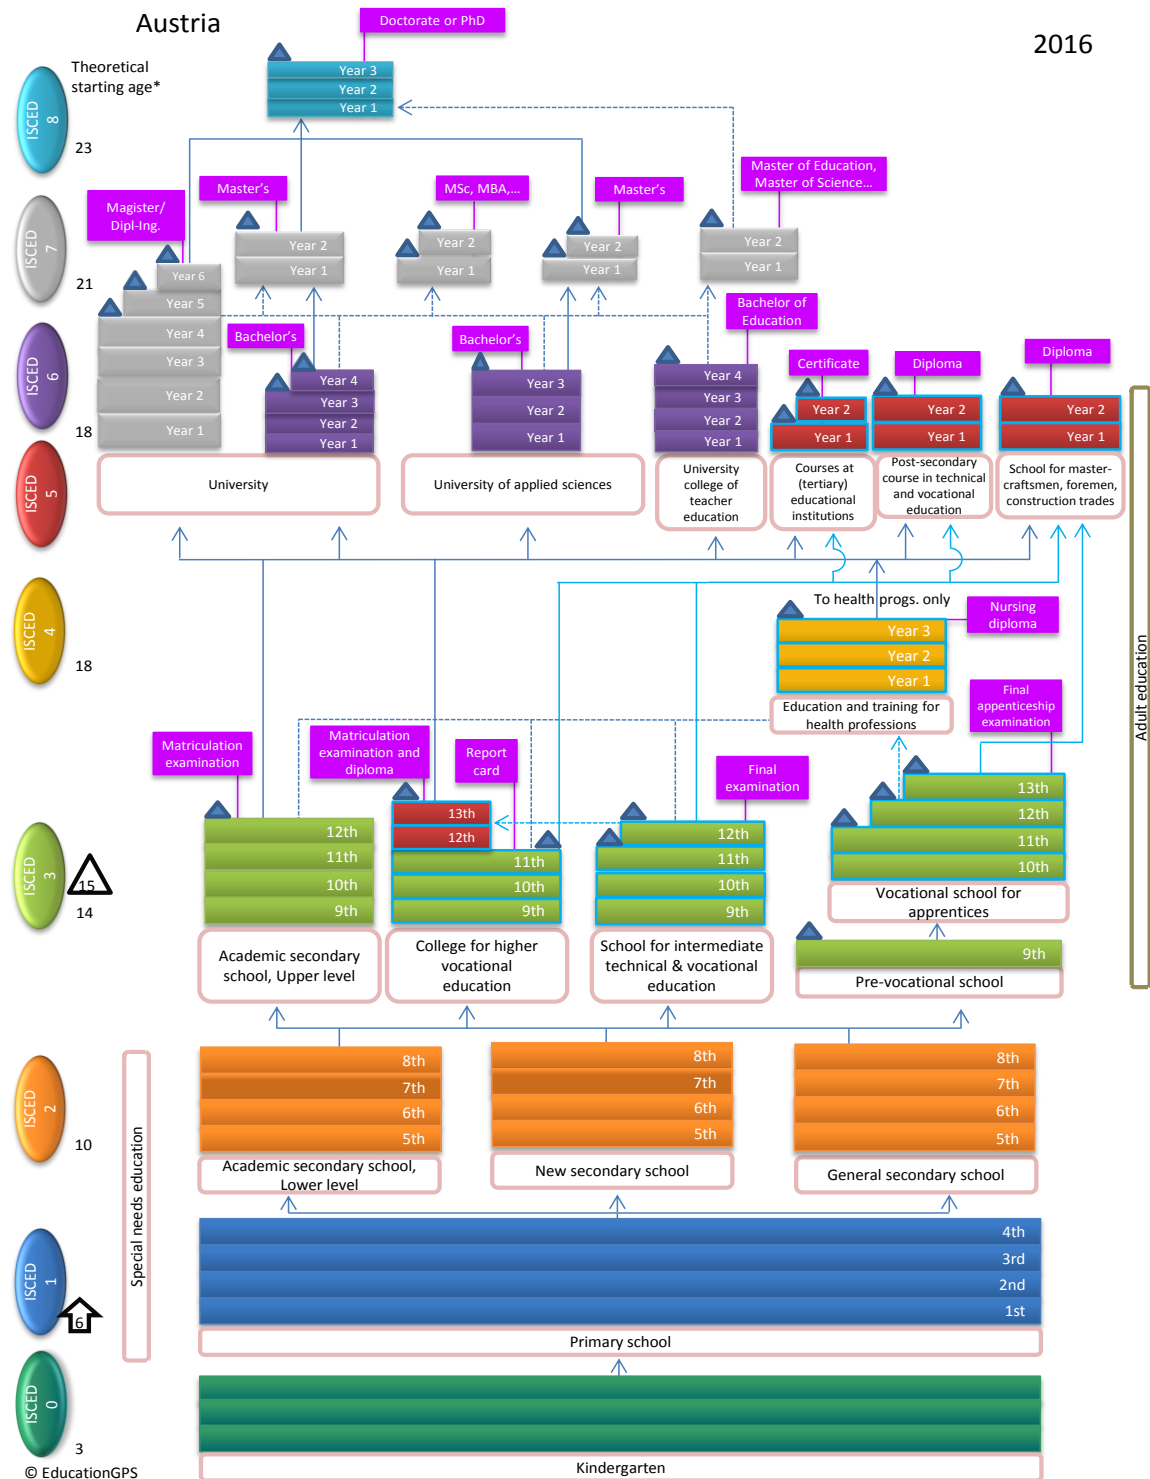 Austria
2016
Doctorate or PhD
Theoretical
starting age*
ISCED
8
Year 3
Year 2
Year 1
23
Magister/
Dipl-Ing.
Master's
MSc, MBA,...
Master's
Master of Education,
Master of Science...
ISCED
7
Year 2
Year 1
Year 2
Year 1
Year 2
Year 1
Year 2
Year 1
21
Year 6
Year 5
Year 4
Year 3
Year 2
Year 1
ISCED
6
Bachelor's
Bachelor's
Bachelor of
Education
Certificate
Diploma
Diploma
Year 4
Year 3
Year 2
Year 1
Year 3
Year 2
Year 1
Year 4
Year 3
Year 2
Year 1
Year 2
Year 1
Year 2
Year 1
Year 2
Year 1
18
ISCED
5
University
University of applied sciences
University
college of
teacher
education
Courses at
(tertiary)
educational
institutions
Post-secondary
course in technical
and vocational
education
School for master-
craftsmen, foremen,
construction trades
ISCED
4
18
To health progs. only
Nursing
diploma
Year 3
Year 2
Year 1
Education and training for
health professions
Adult education
Matriculation
examination
Matriculation
examination and
diploma
Report
card
Final
examination
Final
apprenticeship
examination
ISCED
3
15
14
12th
11th
10th
9th
13th
12th
11th
10th
9th
12th
11th
10th
9th
13th
12th
11th
10th
Vocational school for
apprentices
9th
Pre-vocational school
Academic secondary
school, Upper level
College for higher
vocational
education
School for intermediate
technical & vocational
education
ISCED
2
10
8th
7th
6th
5th
8th
7th
6th
5th
8th
7th
6th
5th
Academic secondary school,
Lower level
New secondary school
General secondary school
Special needs education
ISCED
1
6
4th
3rd
2nd
1st
Primary school
ISCED
0
3
Kindergarten
© EducationGPS